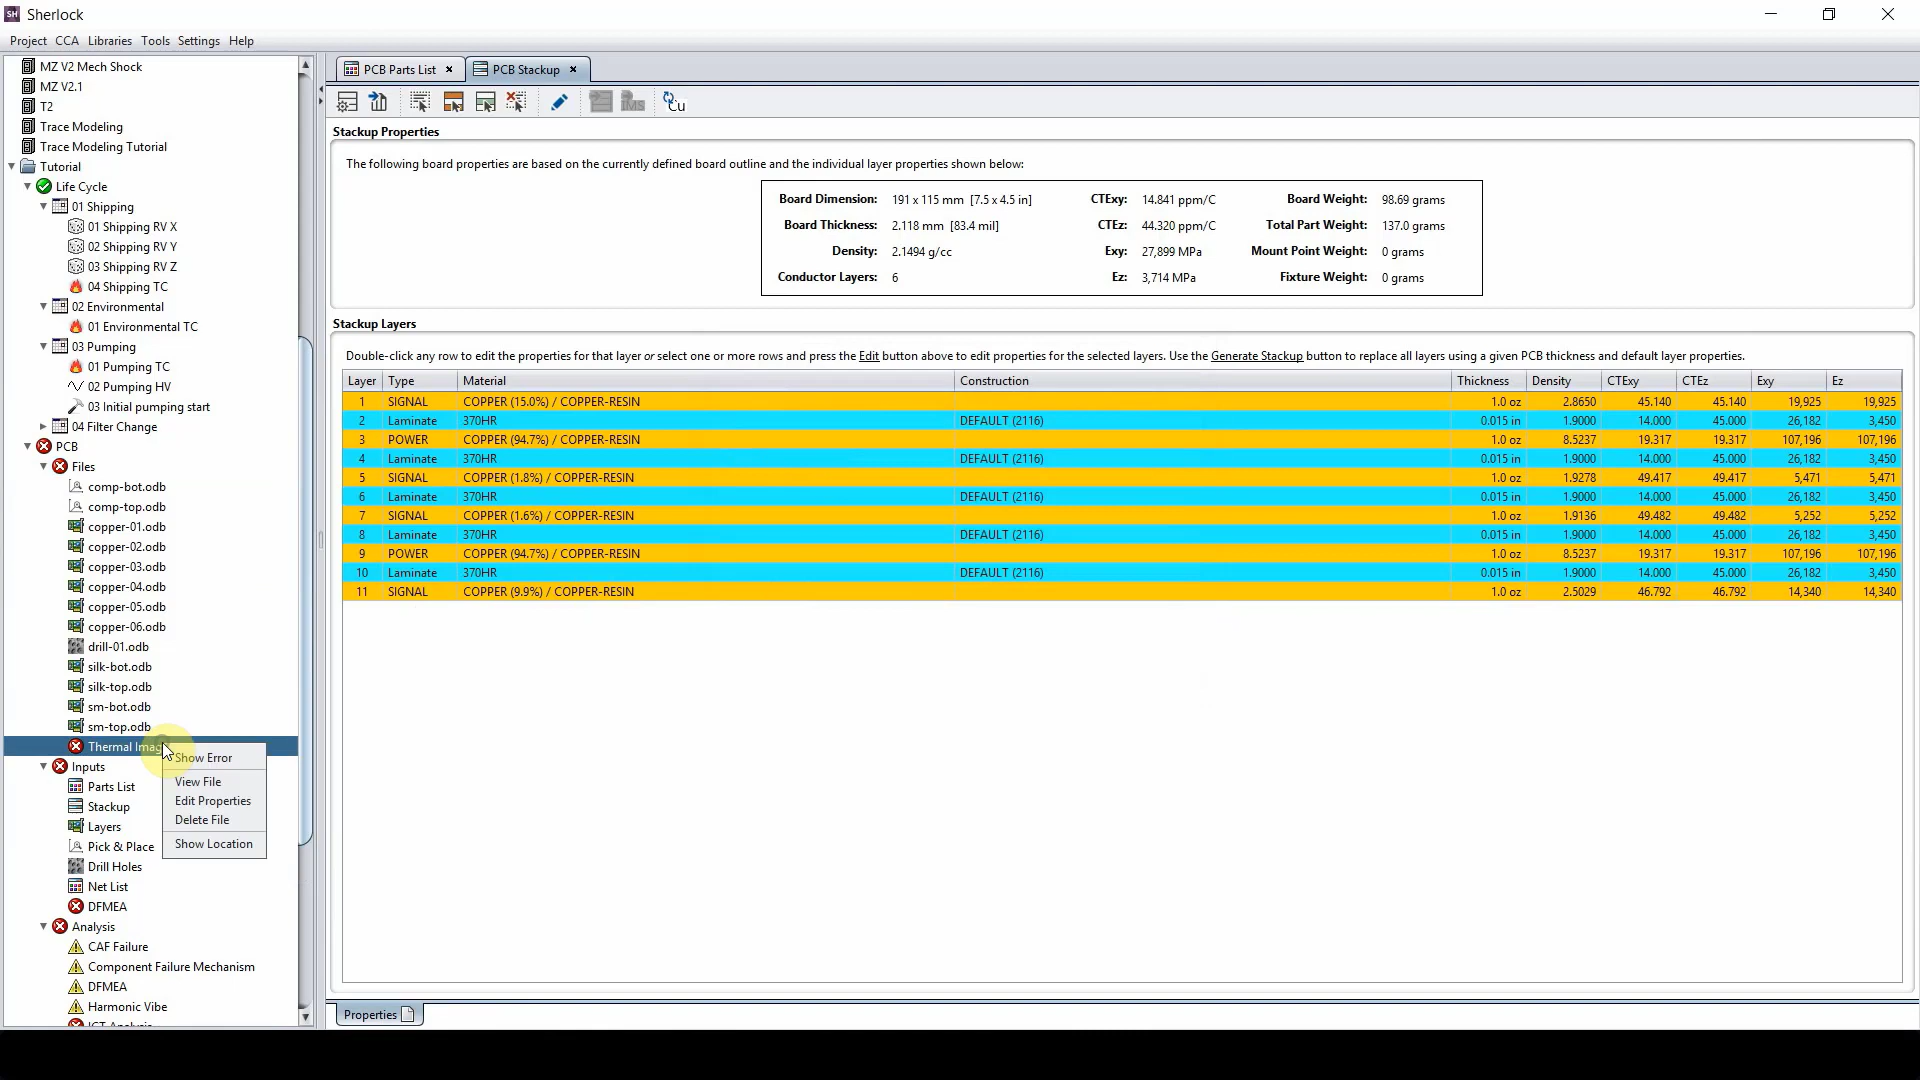 SH Sherlock
Project CCA Libraries Tools Settings Help
MZ V2 Mech Shock
MZ V2.1
T2
Trace Modeling
Trace Modeling Tutorial
Tutorial
Life Cycle
01 Shipping
01 Shipping RV X
02 Shipping RV Y
03 Shipping RV Z
04 Shipping TC
02 Environmental
01 Environmental TC
03 Pumping
01 Pumping TC
02 Pumping HV
03 Initial pumping start
04 Filter Change
PCB
Files
comp-bot.odb
comp-top.odb
copper-01.odb
copper-02.odb
copper-03.odb
copper-04.odb
copper-05.odb
copper-06.odb
drill-01.odb
silk-bot.odb
silk-top.odb
sm-bot.odb
sm-top.odb
Thermal Imag
Inputs
Parts List
Stackup
Layers
Pick & Place
Drill Holes
Net List
DFMEA
Analysis
CAF Failure
Component Failure Mechanism
DFMEA
Harmonic Vibe
ICT Analysis
Show Error
View File
Edit Properties
Delete File
Show Location
PCB Parts List PCB Stackup
IMS Cu
Stackup Properties
The following board properties are based on the currently defined board outline and the individual layer properties shown below:
Board Dimension: 191 x 115 mm [7.5 x 4.5 in] CTExy: 14.841 ppm/C Board Weight: 98.69 grams
Board Thickness: 2.118 mm [83.4 mil] CTEz: 44.320 ppm/C Total Part Weight: 137.0 grams
Density: 2.1494 g/cc Exy: 27,899 MPa Mount Point Weight: 0 grams
Conductor Layers: 6 Ez: 3,714 MPa Fixture Weight: 0 grams
Stackup Layers
Double-click any row to edit the properties for that layer or select one or more rows and press the Edit button above to edit properties for the selected layers. Use the Generate Stackup button to replace all layers using a given PCB thickness and default layer properties.
Layer Type Material Construction Thickness Density CTExy CTEz Exy Ez
1 SIGNAL COPPER (15.0%) / COPPER-RESIN 1.0 oz 2.8650 45.140 45.140 19,925 19,925
2 Laminate 370HR DEFAULT (2116) 0.015 in 1.9000 14.000 45.000 26,182 3,450
3 POWER COPPER (94.7%) / COPPER-RESIN 1.0 oz 8.5237 19.317 19.317 107,196 107,196
4 Laminate 370HR DEFAULT (2116) 0.015 in 1.9000 14.000 45.000 26,182 3,450
5 SIGNAL COPPER (1.8%) / COPPER-RESIN 1.0 oz 1.9278 49.417 49.417 5,471 5,471
6 Laminate 370HR DEFAULT (2116) 0.015 in 1.9000 14.000 45.000 26,182 3,450
7 SIGNAL COPPER (1.6%) / COPPER-RESIN 1.0 oz 1.9136 49.482 49.482 5,252 5,252
8 Laminate 370HR DEFAULT (2116) 0.015 in 1.9000 14.000 45.000 26,182 3,450
9 POWER COPPER (94.7%) / COPPER-RESIN 1.0 oz 8.5237 19.317 19.317 107,196 107,196
10 Laminate 370HR DEFAULT (2116) 0.015 in 1.9000 14.000 45.000 26,182 3,450
11 SIGNAL COPPER (9.9%) / COPPER-RESIN 1.0 oz 2.5029 46.792 46.792 14,340 14,340
Properties